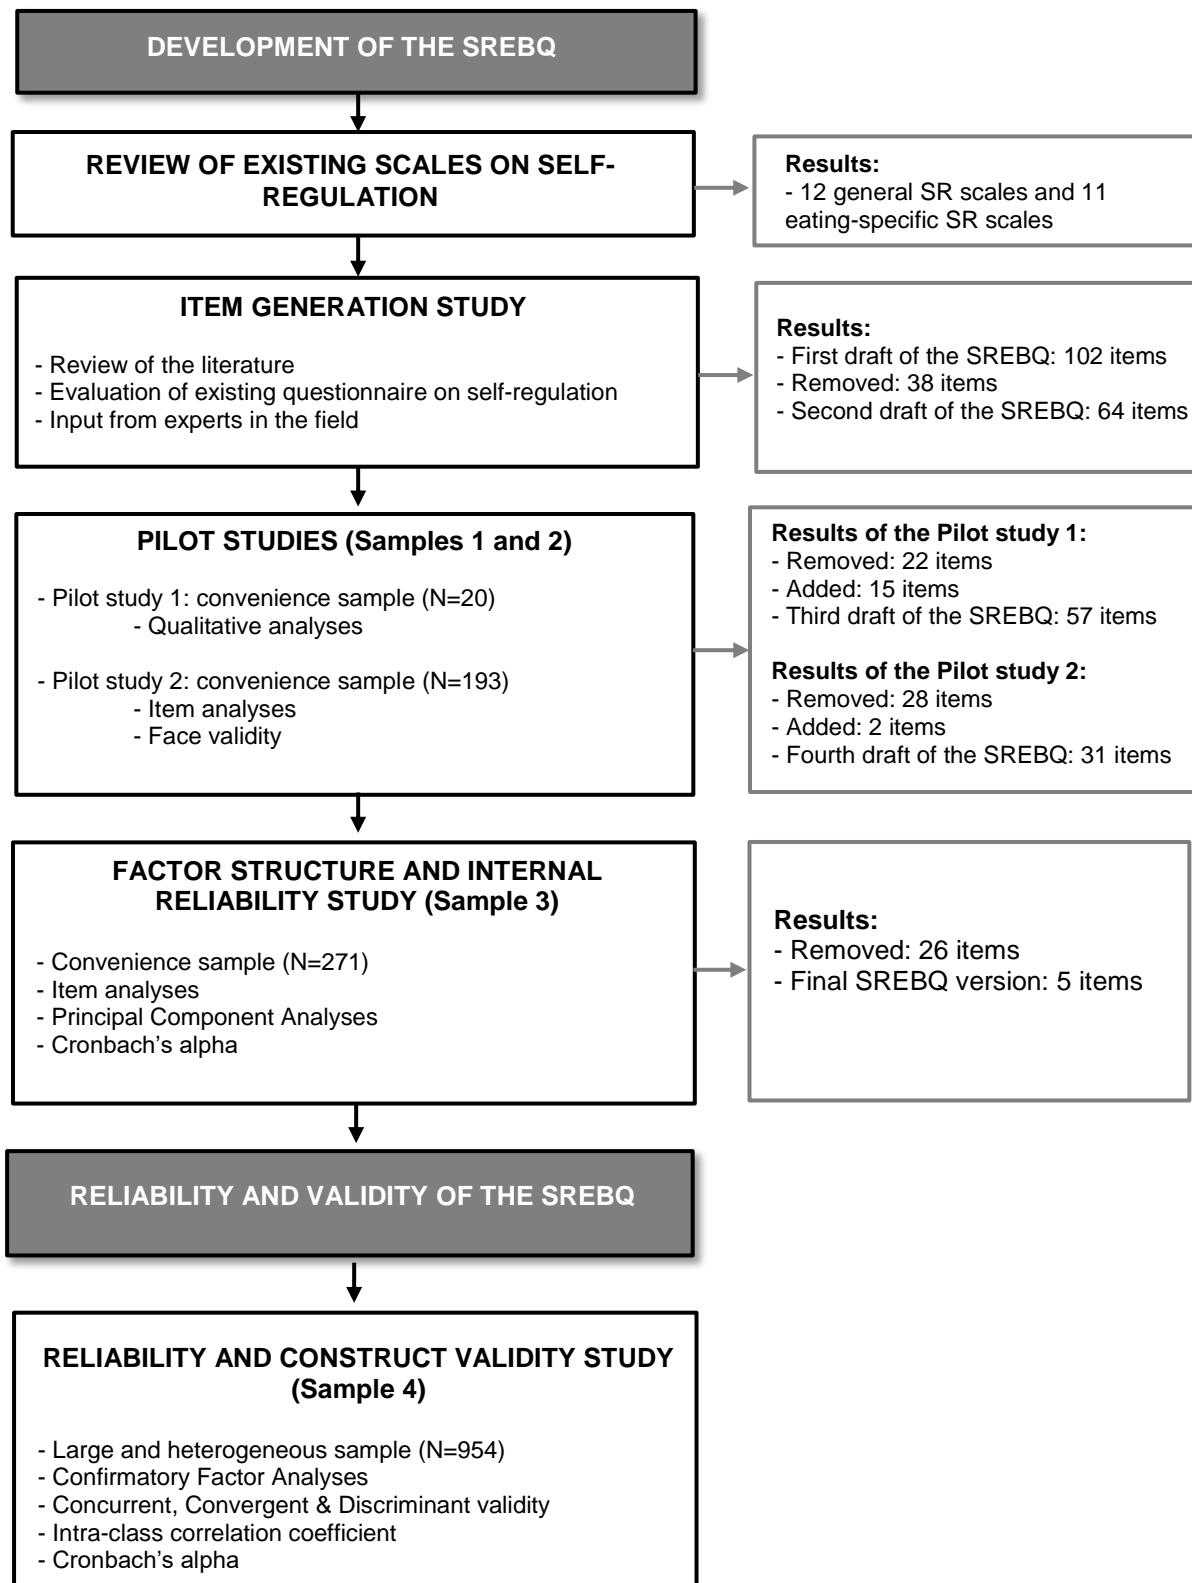 DEVELOPMENT OF THE SREBQ
REVIEW OF EXISTING SCALES ON SELF-
REGULATION
Results:
- 12 general SR scales and 11
eating-specific SR scales
ITEM GENERATION STUDY
- Review of the literature
- Evaluation of existing questionnaire on self-regulation
- Input from experts in the field
Results:
- First draft of the SREBQ: 102 items
- Removed: 38 items
- Second draft of the SREBQ: 64 items
PILOT STUDIES (Samples 1 and 2)
- Pilot study 1: convenience sample (N=20)
- Qualitative analyses
- Pilot study 2: convenience sample (N=193)
- Item analyses
- Face validity
Results of the Pilot study 1:
- Removed: 22 items
- Added: 15 items
- Third draft of the SREBQ: 57 items
Results of the Pilot study 2:
- Removed: 28 items
- Added: 2 items
- Fourth draft of the SREBQ: 31 items
FACTOR STRUCTURE AND INTERNAL
RELIABILITY STUDY (Sample 3)
- Convenience sample (N=271)
- Item analyses
- Principal Component Analyses
- Cronbach’s alpha
Results:
- Removed: 26 items
- Final SREBQ version: 5 items
RELIABILITY AND VALIDITY OF THE SREBQ
RELIABILITY AND CONSTRUCT VALIDITY STUDY
(Sample 4)
- Large and heterogeneous sample (N=954)
- Confirmatory Factor Analyses
- Concurrent, Convergent & Discriminant validity
- Intra-class correlation coefficient
- Cronbach’s alpha